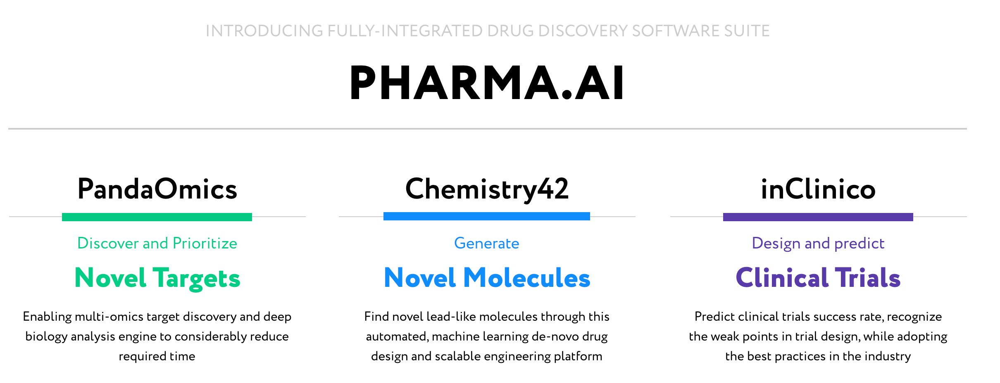 INTRODUCING FULLY-INTEGRATED DRUG DISCOVERY SOFTWARE SUITE
PHARMA.AI
PandaOmics
Discover and Prioritize
Novel Targets
Enabling multi-omics target discovery and deep
biology analysis engine to considerably reduce
required time
Chemistry42
Generate
Novel Molecules
Find novel lead-like molecules through this
automated, machine learning de-novo drug
design and scalable engineering platform
inClinico
Design and predict
Clinical Trials
Predict clinical trials success rate, recognize
the weak points in trial design, while adopting
the best practices in the industry